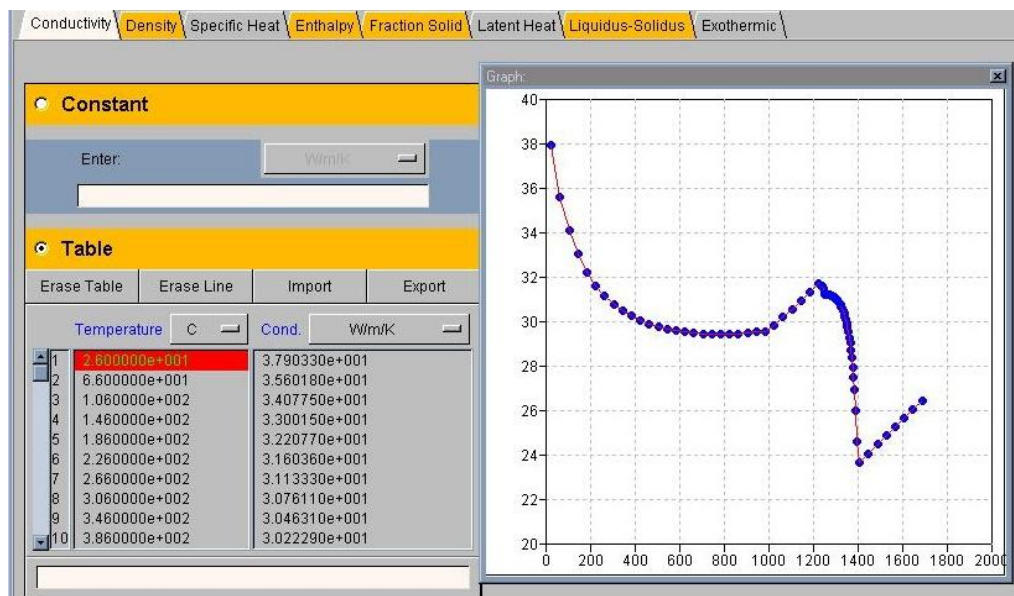 Conductivity Density Specific Heat Enthalpy Fraction Solid Latent Heat Liquidus-Solidus Exothermic
Constant
Enter: W/m/K
Table
Erase Table Erase Line Import Export
Temperature C Cond. W/m/K
1 2.600000e+001 3.790330e+001
2 6.600000e+001 3.560180e+001
3 1.060000e+002 3.407750e+001
4 1.460000e+002 3.300150e+001
5 1.860000e+002 3.220770e+001
6 2.260000e+002 3.160360e+001
7 2.660000e+002 3.113330e+001
8 3.060000e+002 3.076110e+001
9 3.460000e+002 3.046310e+001
10 3.860000e+002 3.022290e+001
Graph:
40
38
36
34
32
30
28
26
24
22
20
0 200 400 600 800 1000 1200 1400 1600 1800 2000